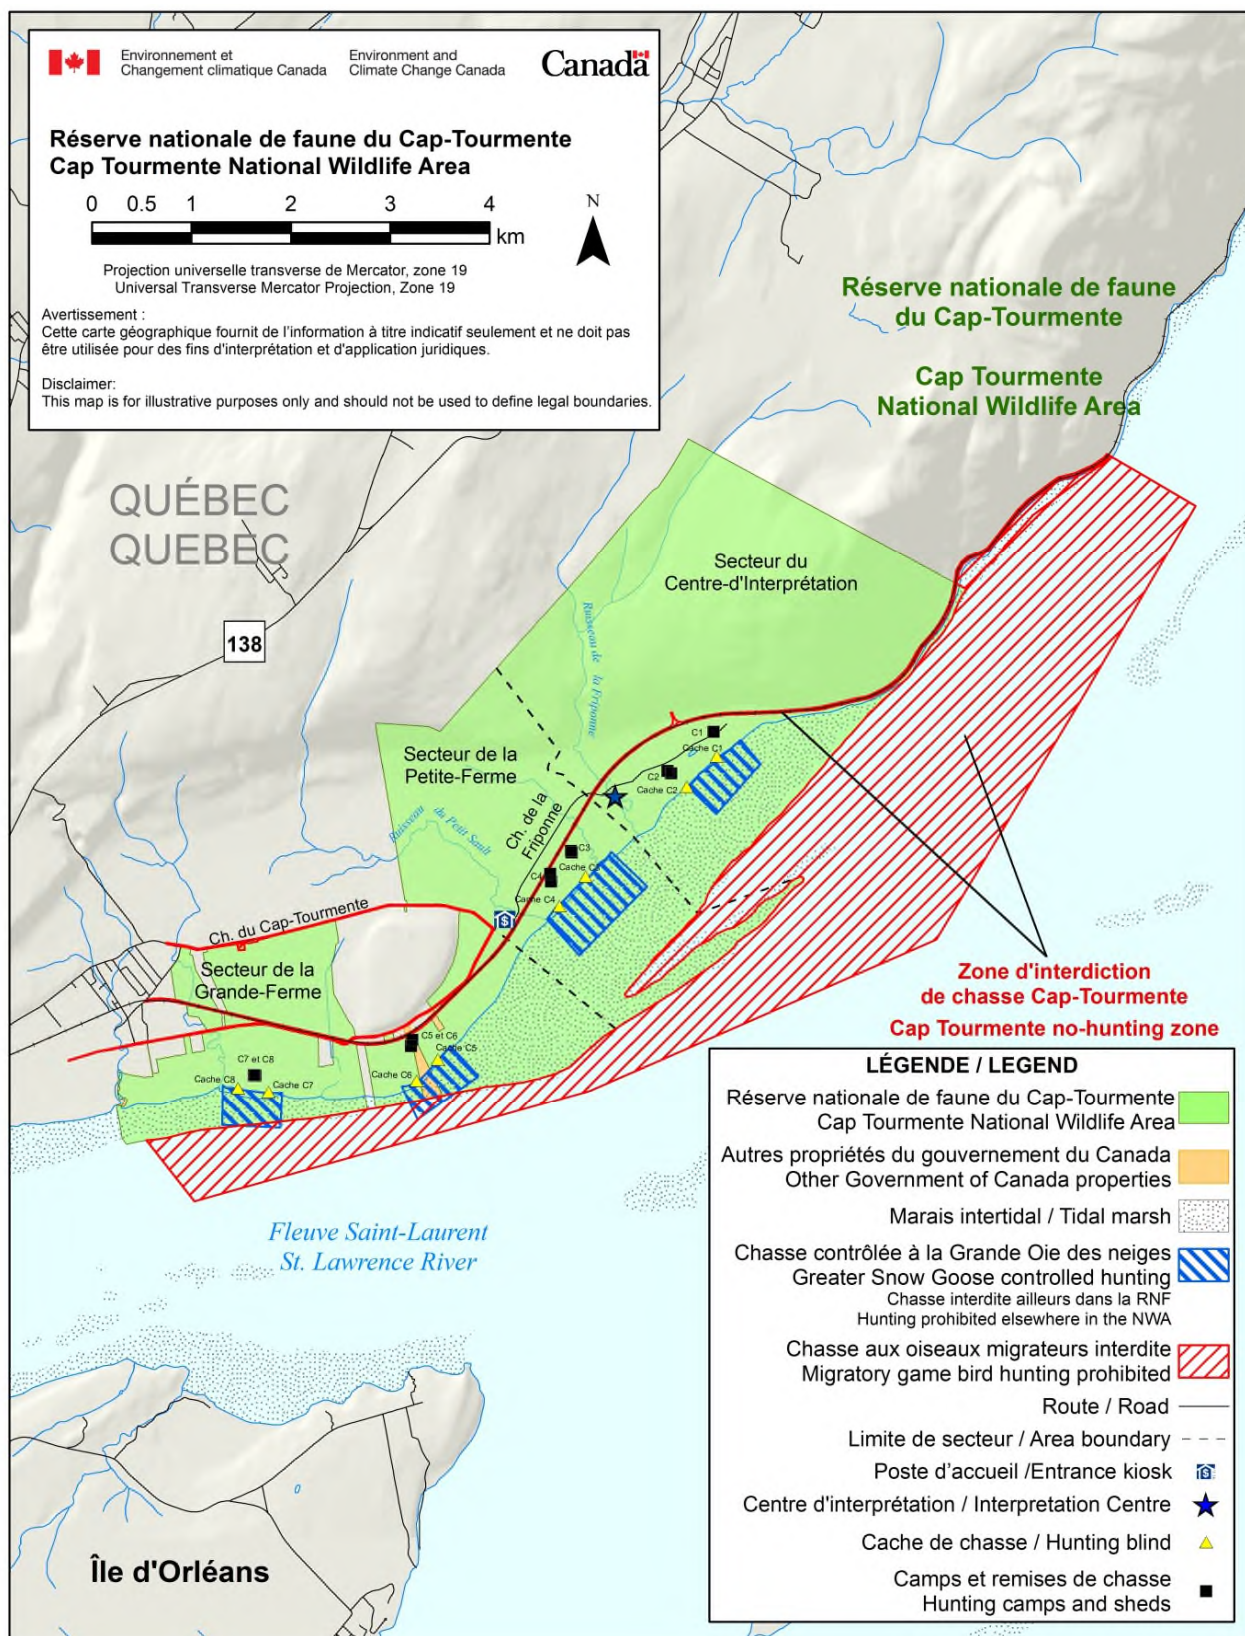 Environnement et
Changement climatique Canada
Environment and
Climate Change Canada
Canada
Réserve nationale de faune du Cap-Tourmente
Cap Tourmente National Wildlife Area
0 0.5 1 2 3 4
km
N
Projection universelle transverse de Mercator, zone 19
Universal Transverse Mercator Projection, Zone 19
Avertissement :
Cette carte géographique fournit de l'information à titre indicatif seulement et ne doit pas
être utilisée pour des fins d'interprétation et d'application juridiques.
Disclaimer:
This map is for illustrative purposes only and should not be used to define legal boundaries.
Réserve nationale de faune
du Cap-Tourmente
Cap Tourmente
National Wildlife Area
QUÉBEC
QUEBEC
138
Secteur du
Centre-d'Interprétation
Ruisseau de
la Friponne
Secteur de la
Petite-Ferme
C1
Cache C1
C2
Cache C2
Ch. de la
Friponne
Ruisseau
du Petit Sault
C3
Cache C3
C4
Cache C4
Ch. du Cap-Tourmente
Secteur de la
Grande-Ferme
C5 et C6
Cache C5
Cache C6
C7 et C8
Cache C8
Cache C7
Zone d'interdiction
de chasse Cap-Tourmente
Cap Tourmente no-hunting zone
Fleuve Saint-Laurent
St. Lawrence River
Île d'Orléans
LÉGENDE / LEGEND
Réserve nationale de faune du Cap-Tourmente
Cap Tourmente National Wildlife Area
Autres propriétés du gouvernement du Canada
Other Government of Canada properties
Marais intertidal / Tidal marsh
Chasse contrôlée à la Grande Oie des neiges
Greater Snow Goose controlled hunting
Chasse interdite ailleurs dans la RNF
Hunting prohibited elsewhere in the NWA
Chasse aux oiseaux migrateurs interdite
Migratory game bird hunting prohibited
Route / Road
Limite de secteur / Area boundary
Poste d'accueil /Entrance kiosk
Centre d'interprétation / Interpretation Centre
Cache de chasse / Hunting blind
Camps et remises de chasse
Hunting camps and sheds